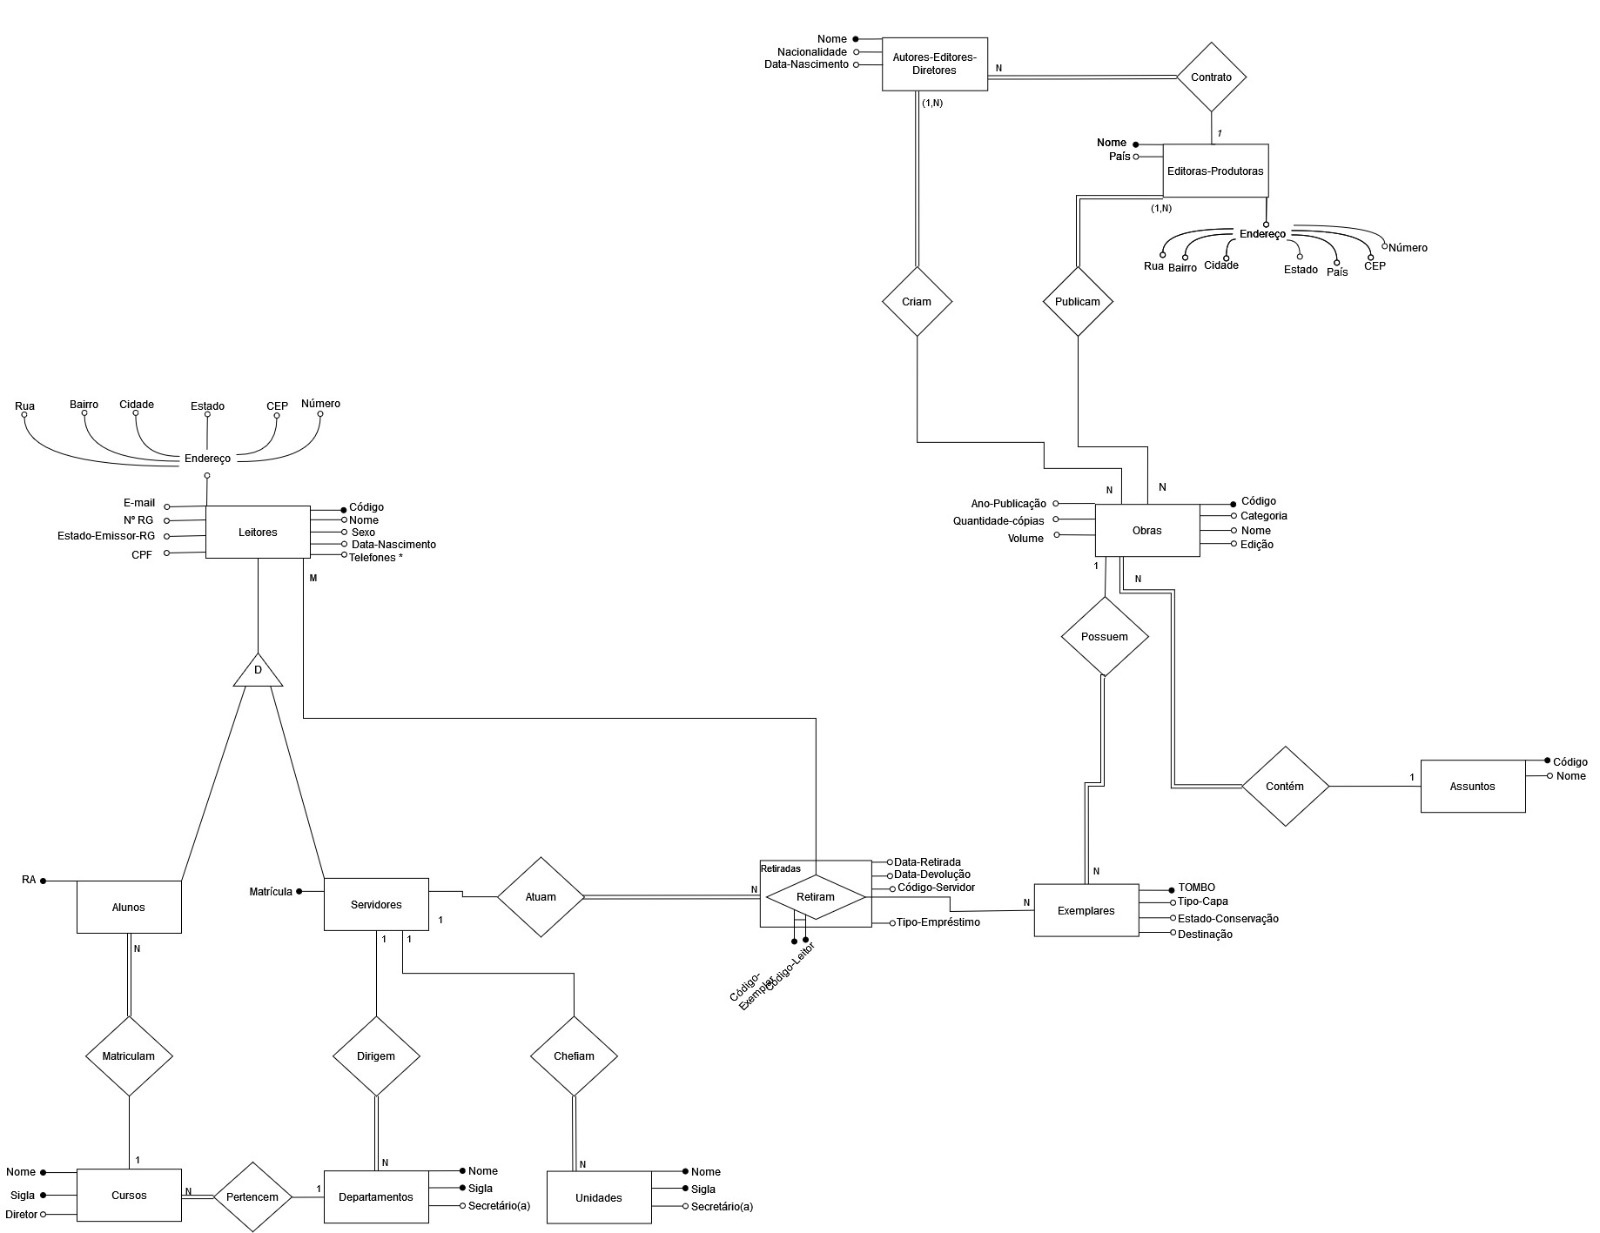 Nome
Nacionalidade
Data-Nascimento
Autores-Editores-
Diretores
N
Contrato
(1,N)
1
Nome
País
Editoras-Produtoras
(1,N)
Endereço
Rua
Bairro
Cidade
Estado
País
CEP
Número
Criam
Publicam
Rua
Bairro
Cidade
Estado
CEP
Número
Endereço
E-mail
Nº RG
Estado-Emissor-RG
CPF
Leitores
Código
Nome
Sexo
Data-Nascimento
Telefones *
M
N
N
Ano-Publicação
Quantidade-cópias
Volume
Obras
Código
Categoria
Nome
Edição
1
N
Possuem
D
Contém
1
Assuntos
Código
Nome
RA
Alunos
N
Matrícula
Servidores
1
1
1
Atuam
N
Retiradas
Retiram
Data-Retirada
Data-Devolução
Código-Servidor
Tipo-Empréstimo
Código-
Exemplar
Código-Leitor
N
N
Exemplares
TOMBO
Tipo-Capa
Estado-Conservação
Destinação
Matriculam
Dirigem
Chefiam
1
N
N
Nome
Sigla
Diretor
Cursos
N
Pertencem
1
Departamentos
Nome
Sigla
Secretário(a)
Unidades
Nome
Sigla
Secretário(a)